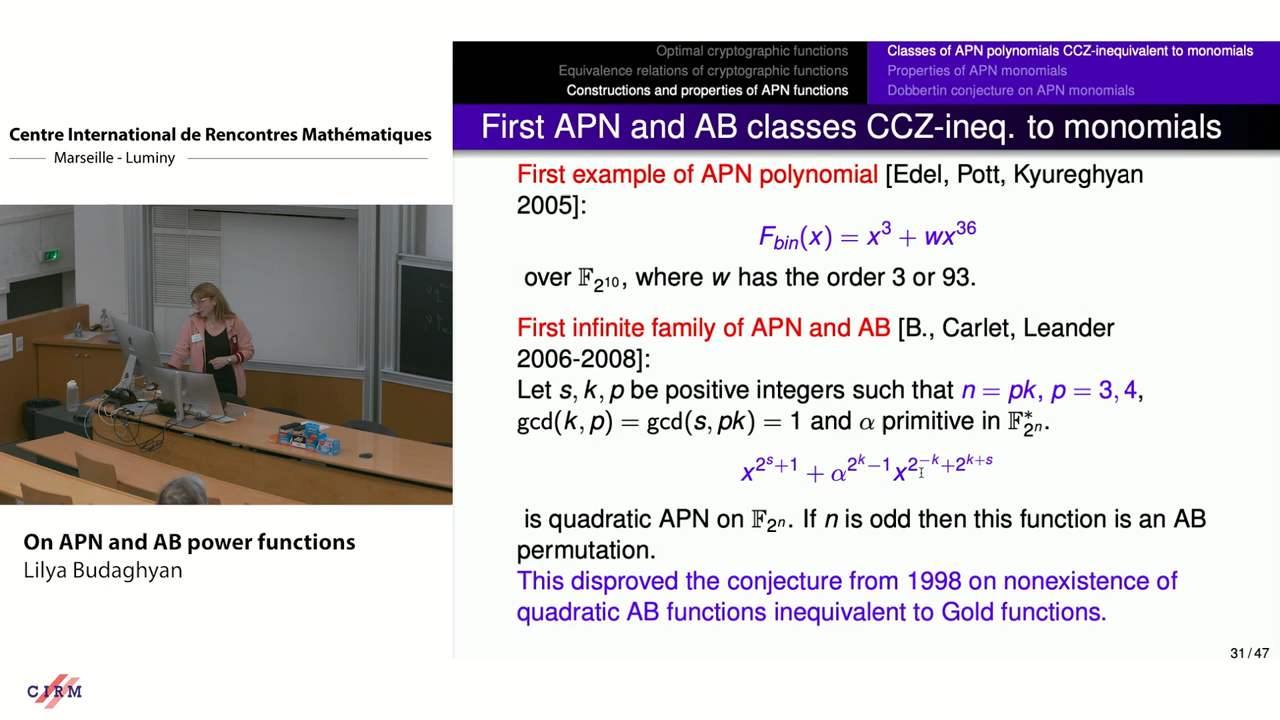 Centre International de Rencontres Mathématiques
Marseille - Luminy
On APN and AB power functions
Lilya Budaghyan
CIRM
Optimal cryptographic functions
Equivalence relations of cryptographic functions
Constructions and properties of APN functions
Classes of APN polynomials CCZ-inequivalent to monomials
Properties of APN monomials
Dobbertin conjecture on APN monomials
First APN and AB classes CCZ-ineq. to monomials
First example of APN polynomial [Edel, Pott, Kyureghyan
2005]:
F_{bin}(x) = x^3 + wx^{36}
over 𝔽_{2^{10}}, where w has the order 3 or 93.
First infinite family of APN and AB [B., Carlet, Leander
2006-2008]:
Let s, k, p be positive integers such that n = pk, p = 3, 4,
gcd(k, p) = gcd(s, pk) = 1 and α primitive in 𝔽*_{2^n}.
x^{2^s+1} + α^{2^k−1}x^{2^{−k}+2^{k+s}}
is quadratic APN on 𝔽_{2^n}. If n is odd then this function is an AB
permutation.
This disproved the conjecture from 1998 on nonexistence of
quadratic AB functions inequivalent to Gold functions.
31 / 47